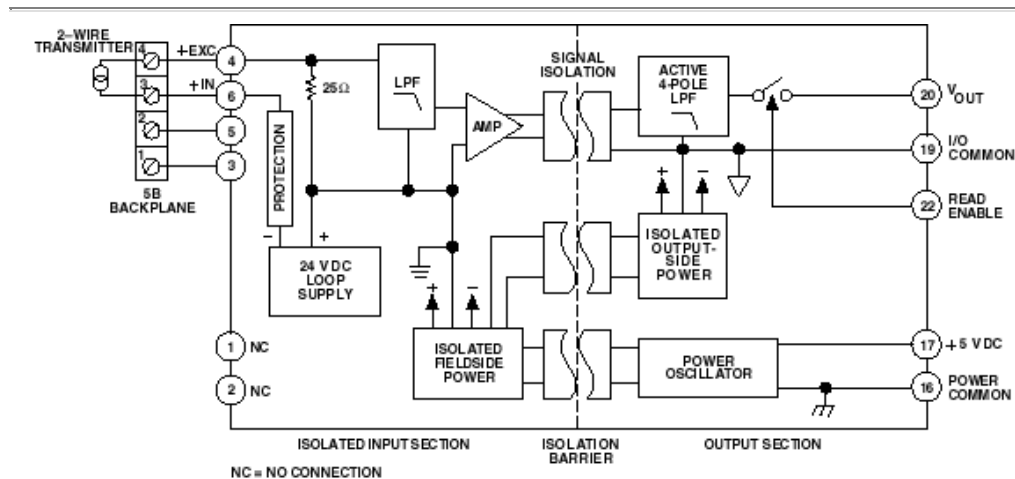 2-WIRE
TRANSMITTER
+EXC
4
4
+IN
3
6
2
5
1
3
5B
BACKPLANE
25Ω
LPF
AMP
PROTECTION
-
+
24 VDC
LOOP
SUPPLY
SIGNAL
ISOLATION
ACTIVE
4-POLE
LPF
20
VOUT
19
I/O
COMMON
22
READ
ENABLE
+
-
ISOLATED
OUTPUT-
SIDE
POWER
+
-
ISOLATED
FIELDSIDE
POWER
POWER
OSCILLATOR
17
+5 VDC
16
POWER
COMMON
1
NC
2
NC
ISOLATED INPUT SECTION
ISOLATION
BARRIER
OUTPUT SECTION
NC = NO CONNECTION